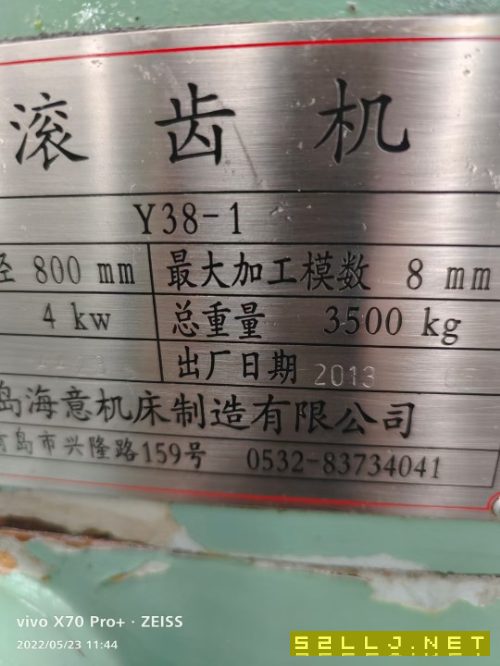 滚齿机
Y38-1
径 800 mm 最大加工模数 8 mm
4 kw 总重量 3500 kg
出厂日期 2013
岛海意机床制造有限公司
青岛市兴隆路159号 0532-83734041
vivo X70 Pro+ · ZEISS
2022/05/23 11:44
52LLJ.NET